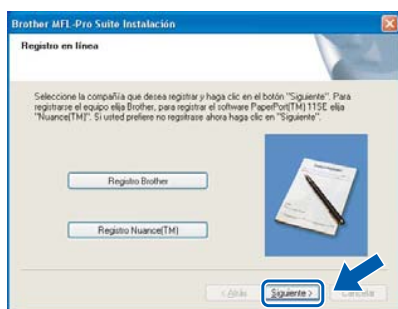 Brother MFL-Pro Suite Instalación
Registro en línea
Seleccione la compañía que desea registrar y haga clic en el botón "Siguiente". Para
registrarse el equipo elija Brother, para registrar el software PaperPort(TM) 11SE elija
"Nuance(TM)". Si usted prefiere no registrase ahora haga clic en "Siguiente".
Registro Brother
Registro Nuance(TM)
< Atrás
Siguiente >
Cancelar